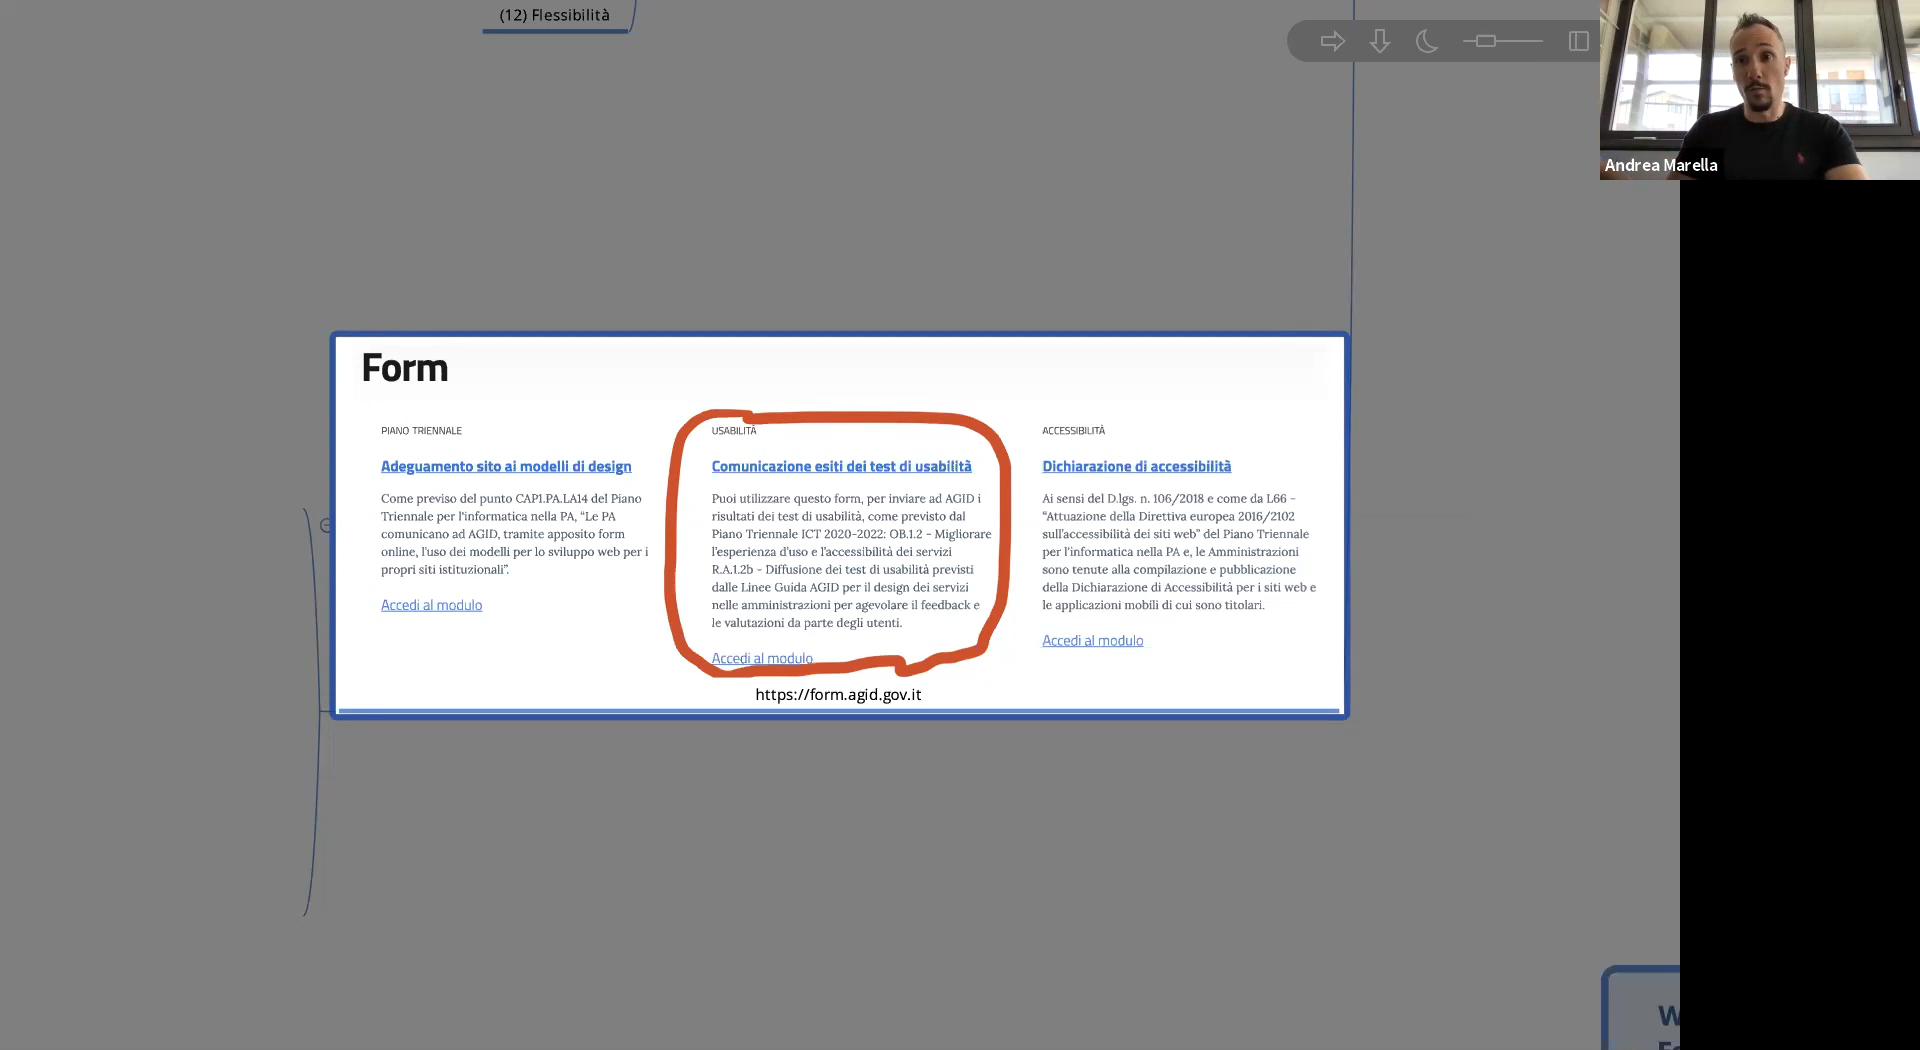 (12) Flessibilità
Andrea Marella
Form
PIANO TRIENNALE
Adeguamento sito ai modelli di design
Come previso del punto CAP1.PA.LA14 del Piano
Triennale per l'informatica nella PA, “Le PA
comunicano ad AGID, tramite apposito form
online, l’uso dei modelli per lo sviluppo web per i
propri siti istituzionali”.
Accedi al modulo
USABILITÀ
Comunicazione esiti dei test di usabilità
Puoi utilizzare questo form, per inviare ad AGID i
risultati dei test di usabilità, come previsto dal
Piano Triennale ICT 2020-2022: OB.1.2 - Migliorare
l’esperienza d’uso e l’accessibilità dei servizi
R.A.1.2b - Diffusione dei test di usabilità previsti
dalle Linee Guida AGID per il design dei servizi
nelle amministrazioni per agevolare il feedback e
le valutazioni da parte degli utenti.
Accedi al modulo
ACCESSIBILITÀ
Dichiarazione di accessibilità
Ai sensi del D.lgs. n. 106/2018 e come da L66 -
“Attuazione della Direttiva europea 2016/2102
sull’accessibilità dei siti web” del Piano Triennale
per l'informatica nella PA e, le Amministrazioni
sono tenute alla compilazione e pubblicazione
della Dichiarazione di Accessibilità per i siti web e
le applicazioni mobili di cui sono titolari.
Accedi al modulo
https://form.agid.gov.it